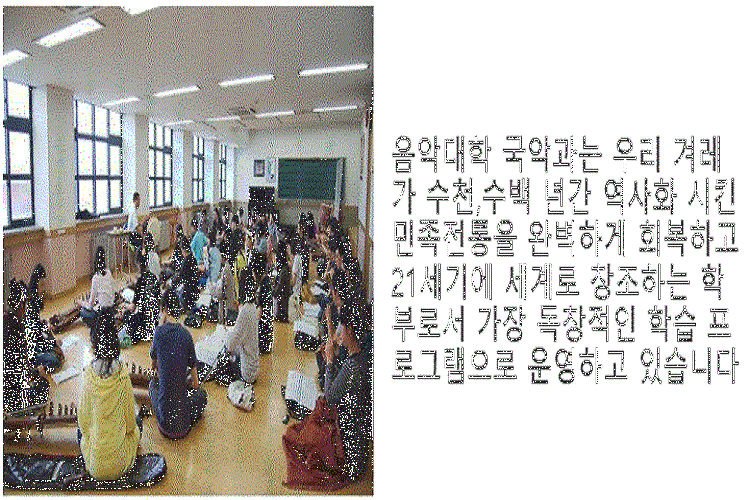 음악대학 국악과는 우리 겨레
가 수천,수백 년간 역사화 시킨
민족전통을 완벽하게 회복하고
21세기에 세계로 창조하는 학
부로서 가장 독창적인 학습 프
로그램으로 운영하고 있습니다